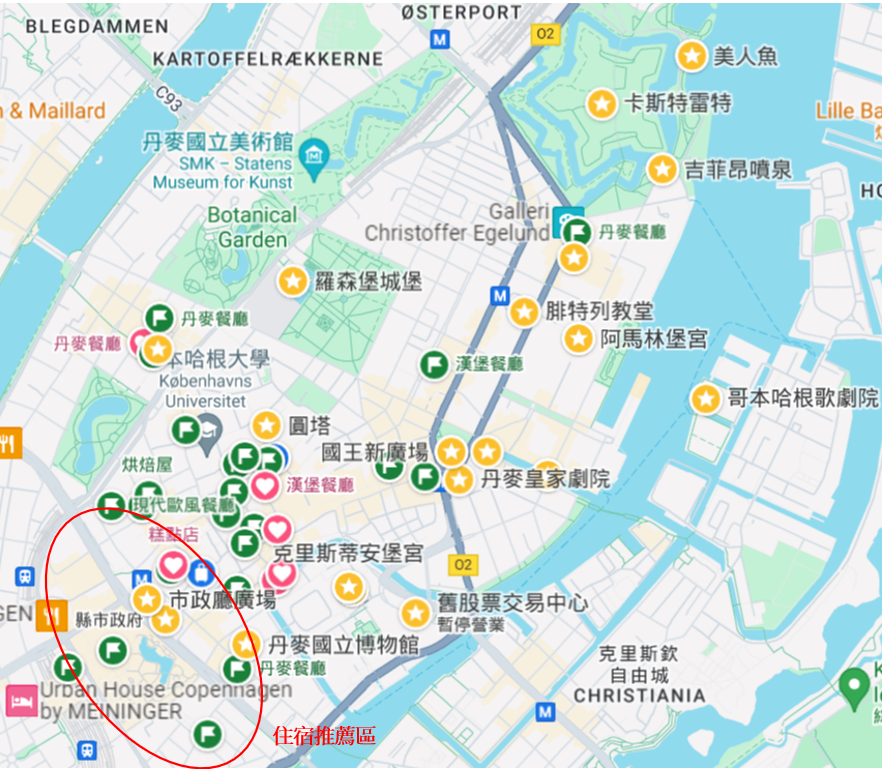 ØSTERPORT
BLEGDAMMEN
KARTOFFELRÆKKERNE
O2
美人魚
C93
卡斯特雷特
n & Maillard
Lille Ba
丹麥國立美術館
SMK – Statens
Museum for Kunst
吉菲昂噴泉
HO
Botanical
Garden
Galleri
Christoffer Egelund
丹麥餐廳
羅森堡城堡
M
腓特列教堂
丹麥餐廳
阿馬林堡宮
丹麥餐廳
本哈根大學
Københavns
Universitet
漢堡餐廳
哥本哈根歌劇院
圓塔
國王新廣場
烘焙屋
丹麥皇家劇院
漢堡餐廳
現代歐風餐廳
糕點店
克里斯蒂安堡宮
O2
M
GEN
市政廳廣場
縣市政府
舊股票交易中心
暫停營業
丹麥國立博物館
丹麥餐廳
克里斯欽
自由城
CHRISTIANIA
Urban House Copenhagen
by MEININGER
M
住宿推薦區